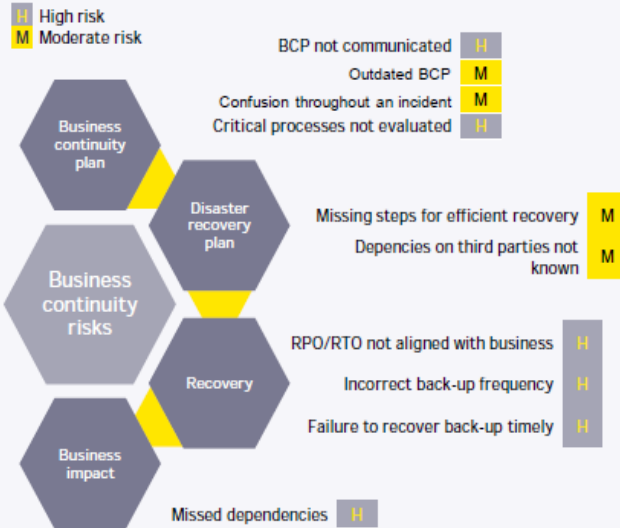 H High risk
M Moderate risk
BCP not communicated H
Outdated BCP M
Confusion throughout an incident M
Critical processes not evaluated H
Business
continuity
plan
Disaster
recovery
plan
Missing steps for efficient recovery M
Depencies on third parties not
known M
Business
continuity
risks
RPO/RTO not aligned with business H
Recovery
Incorrect back-up frequency H
Failure to recover back-up timely H
Business
impact
Missed dependencies H